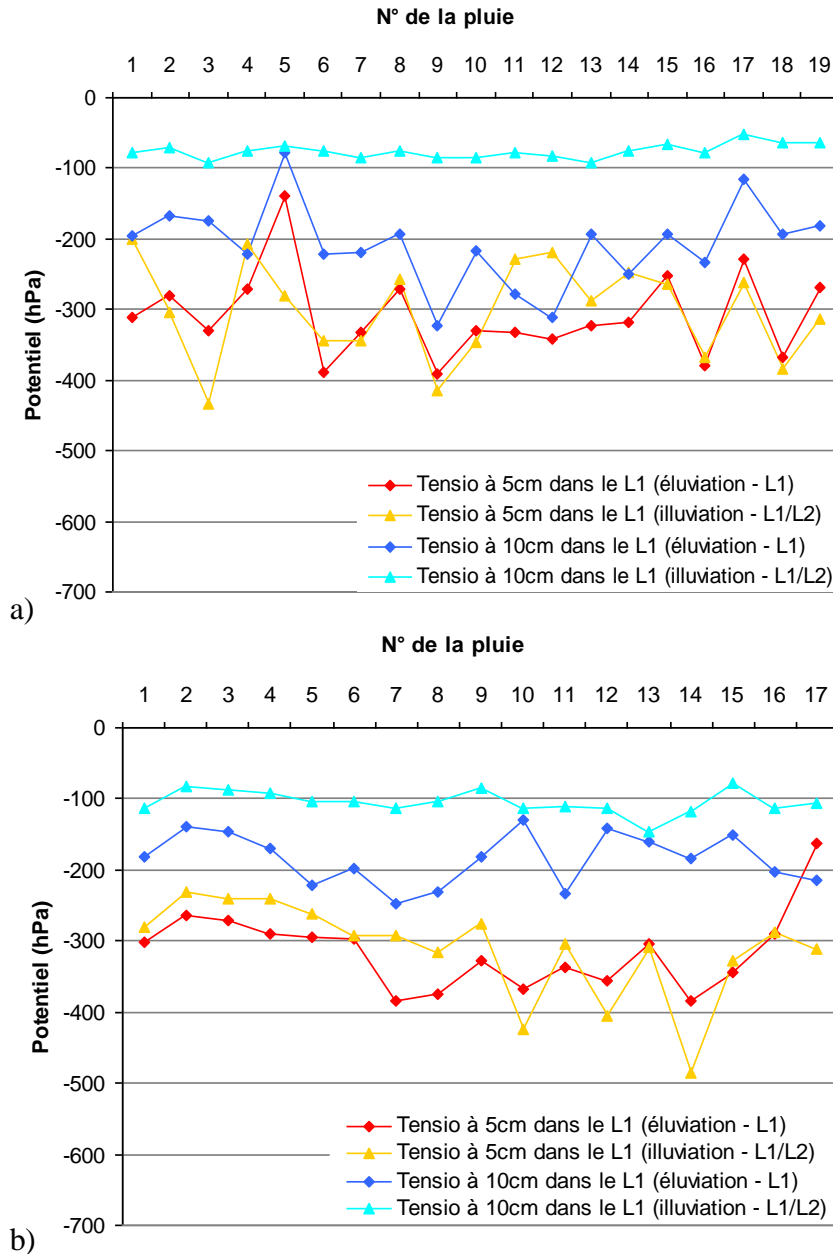 N° de la pluie
1 2 3 4 5 6 7 8 9 10 11 12 13 14 15 16 17 18 19
0
-100
-200
-300
-400
-500
-600
-700
Potentiel (hPa)
Tensio à 5cm dans le L1 (éluviation - L1)
Tensio à 5cm dans le L1 (illuviation - L1/L2)
Tensio à 10cm dans le L1 (éluviation - L1)
Tensio à 10cm dans le L1 (illuviation - L1/L2)
a)
N° de la pluie
1 2 3 4 5 6 7 8 9 10 11 12 13 14 15 16 17
0
-100
-200
-300
-400
-500
-600
-700
Potentiel (hPa)
Tensio à 5cm dans le L1 (éluviation - L1)
Tensio à 5cm dans le L1 (illuviation - L1/L2)
Tensio à 10cm dans le L1 (éluviation - L1)
Tensio à 10cm dans le L1 (illuviation - L1/L2)
b)